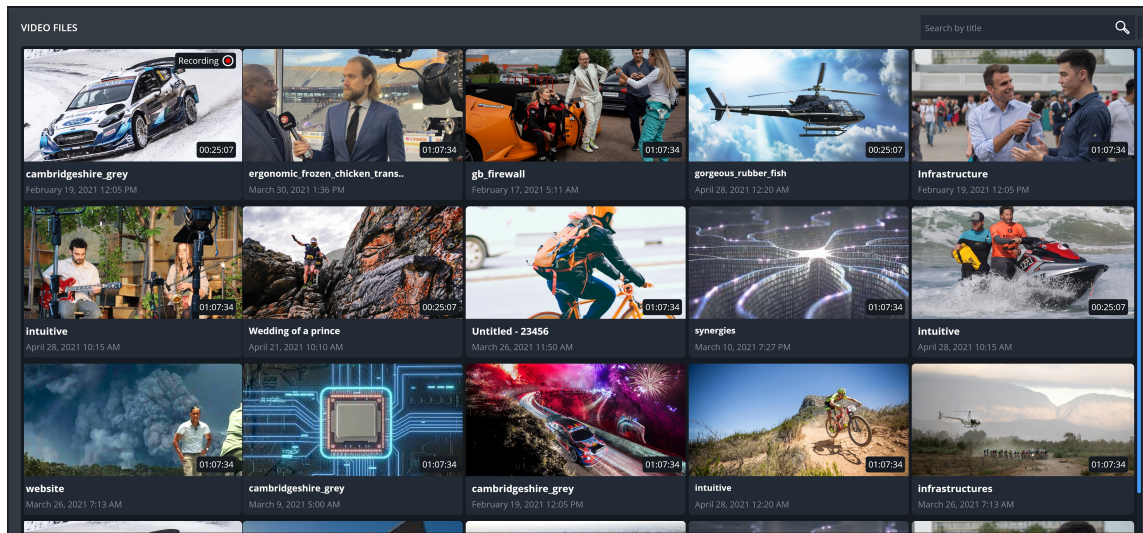 VIDEO FILES
Search by title
Recording
00:25:07
01:07:34
01:07:34
00:25:07
01:07:34
cambridgeshire_grey
ergonomic_frozen_chicken_trans..
gb_firewall
gorgeous_rubber_fish
Infrastructure
February 19, 2021 12:05 PM
March 30, 2021 1:36 PM
February 17, 2021 5:11 AM
April 28, 2021 12:20 AM
February 19, 2021 12:05 PM
01:07:34
00:25:07
01:07:34
01:07:34
00:25:07
intuitive
Wedding of a prince
Untitled - 23456
synergies
intuitive
April 28, 2021 10:15 AM
April 21, 2021 10:10 AM
March 26, 2021 11:50 AM
March 10, 2021 7:27 PM
April 28, 2021 10:15 AM
01:07:34
01:07:34
01:07:34
01:07:34
01:07:34
website
cambridgeshire_grey
cambridgeshire_grey
intuitive
infrastructures
March 26, 2021 7:13 AM
March 9, 2021 5:00 AM
February 19, 2021 12:05 PM
April 28, 2021 12:20 AM
March 26, 2021 7:13 AM